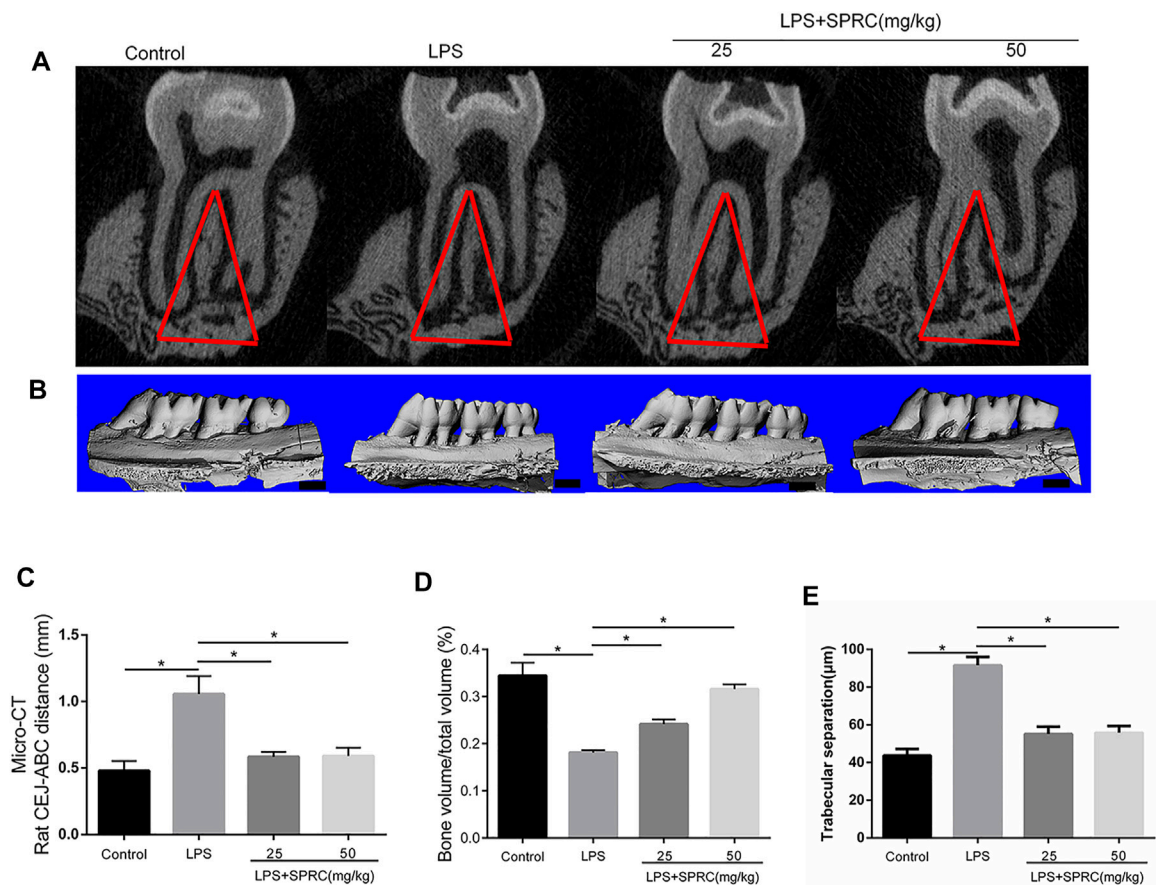 LPS+SPRC(mg/kg)
Control
LPS
25
50
A
B
C
Micro-CT
Rat CEJ-ABC distance (mm)
1.5
1.0
0.5
0.0
*
*
*
Control
LPS
25
50
LPS+SPRC(mg/kg)
D
Bone volume/total volume (%)
0.4
0.3
0.2
0.1
0.0
*
*
*
Control
LPS
25
50
LPS+SPRC(mg/kg)
E
Trabecular separation(μm)
100
80
60
40
20
0
*
*
*
Control
LPS
25
50
LPS+SPRC(mg/kg)